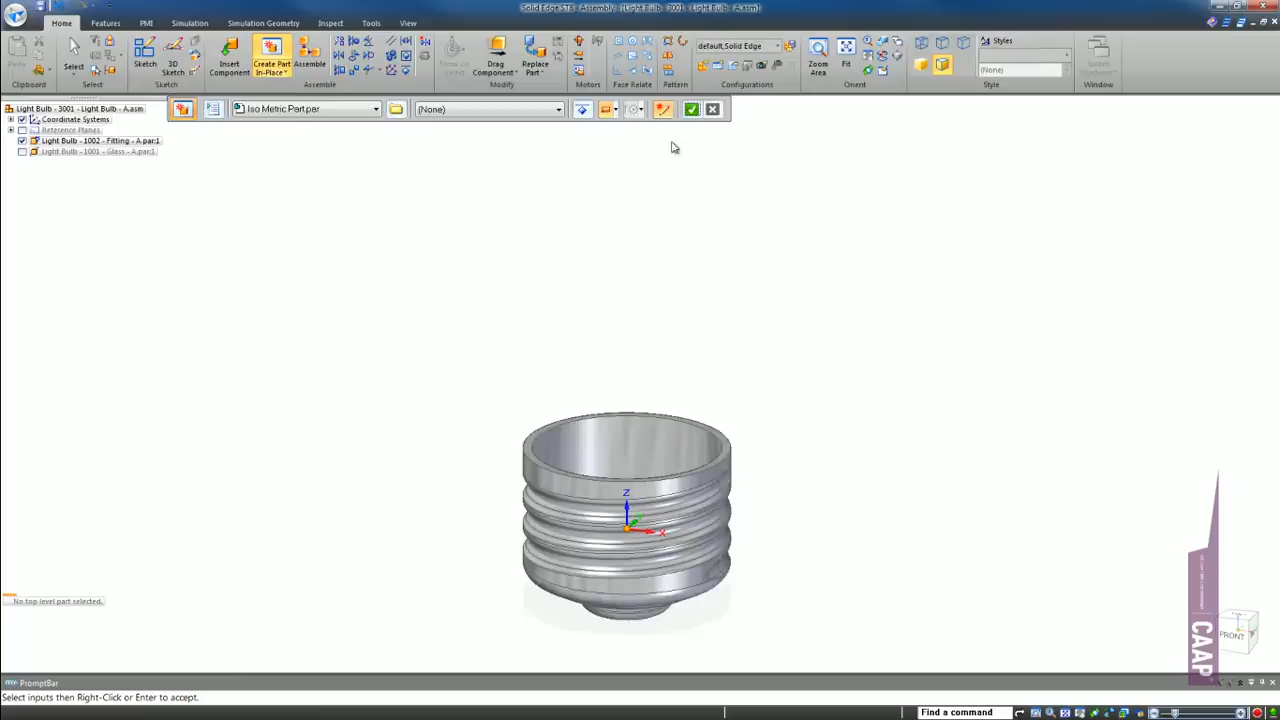 Solid Edge ST8 - Assembly - [Light Bulb - 3001 - Light Bulb - A.asm]
Home Features PMI Simulation Simulation Geometry Inspect Tools View
Paste
Clipboard
Select
Select
Sketch
3D Sketch
Sketch
Insert Component
Create Part In-Place
Assemble
Assemble
Drag Component
Replace Part
Modify
Motors
Face Relate
Pattern
default,Solid Edge
Configurations
Zoom Area
Fit
Orient
Styles
(None)
Style
Window
Iso Metric Part.par
(None)
Light Bulb - 3001 - Light Bulb - A.asm
Coordinate Systems
Reference Planes
Light Bulb - 1002 - Fitting - A.par:1
Light Bulb - 1001 - Glass - A.par:1
Z
X
No top level part selected.
FRONT
CAAP
PromptBar
Select inputs then Right-Click or Enter to accept.
Find a command